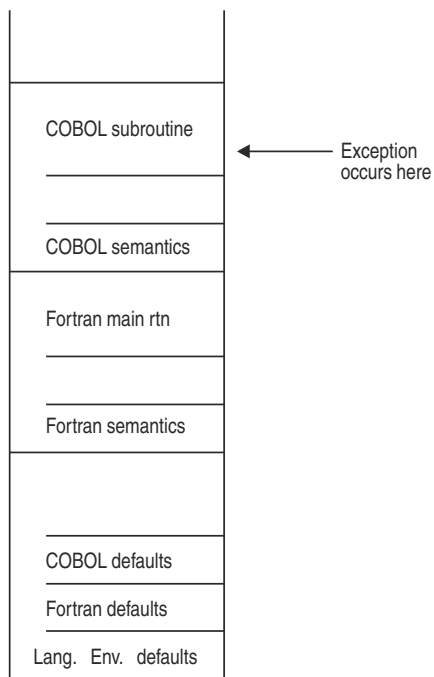 COBOL subroutine
Exception
occurs here
COBOL semantics
Fortran main rtn
Fortran semantics
COBOL defaults
Fortran defaults
Lang. Env. defaults